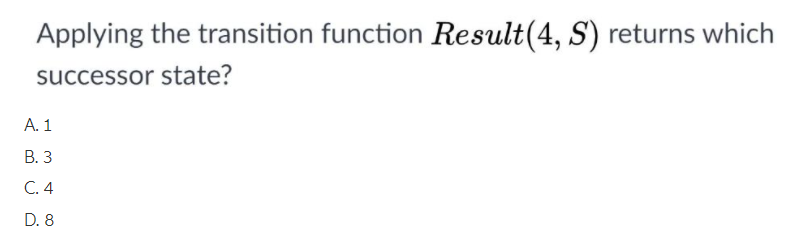 Applying the transition function Result(4, S) returns which
successor state?
A. 1
B. 3
C. 4
D. 8